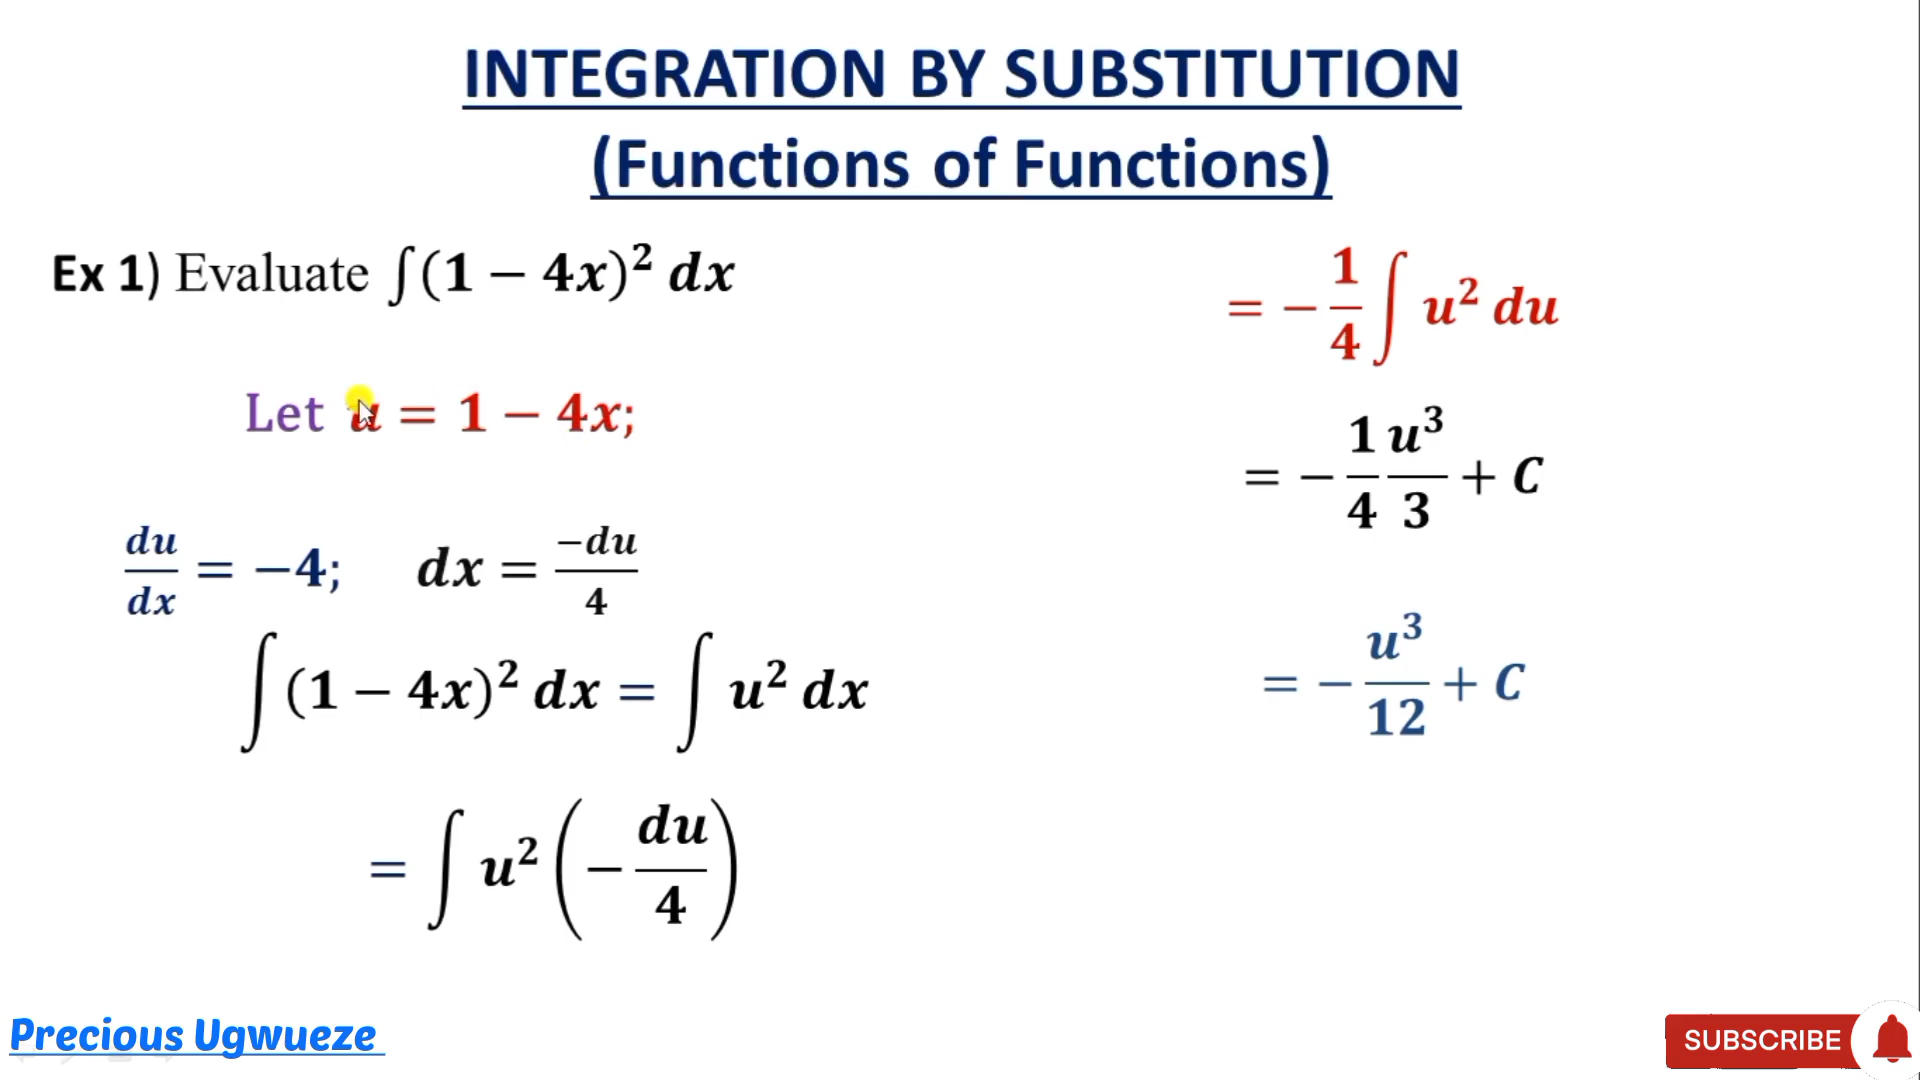 INTEGRATION BY SUBSTITUTION
(Functions of Functions)
Ex 1) Evaluate ∫(1 − 4x)² dx
Let u = 1 − 4x;
du/dx = −4; dx = −du/4
∫(1 − 4x)² dx = ∫ u² dx
= ∫ u² (− du/4)
= − 1/4 ∫ u² du
= − 1/4 u³/3 + C
= − u³/12 + C
Precious Ugwueze
SUBSCRIBE